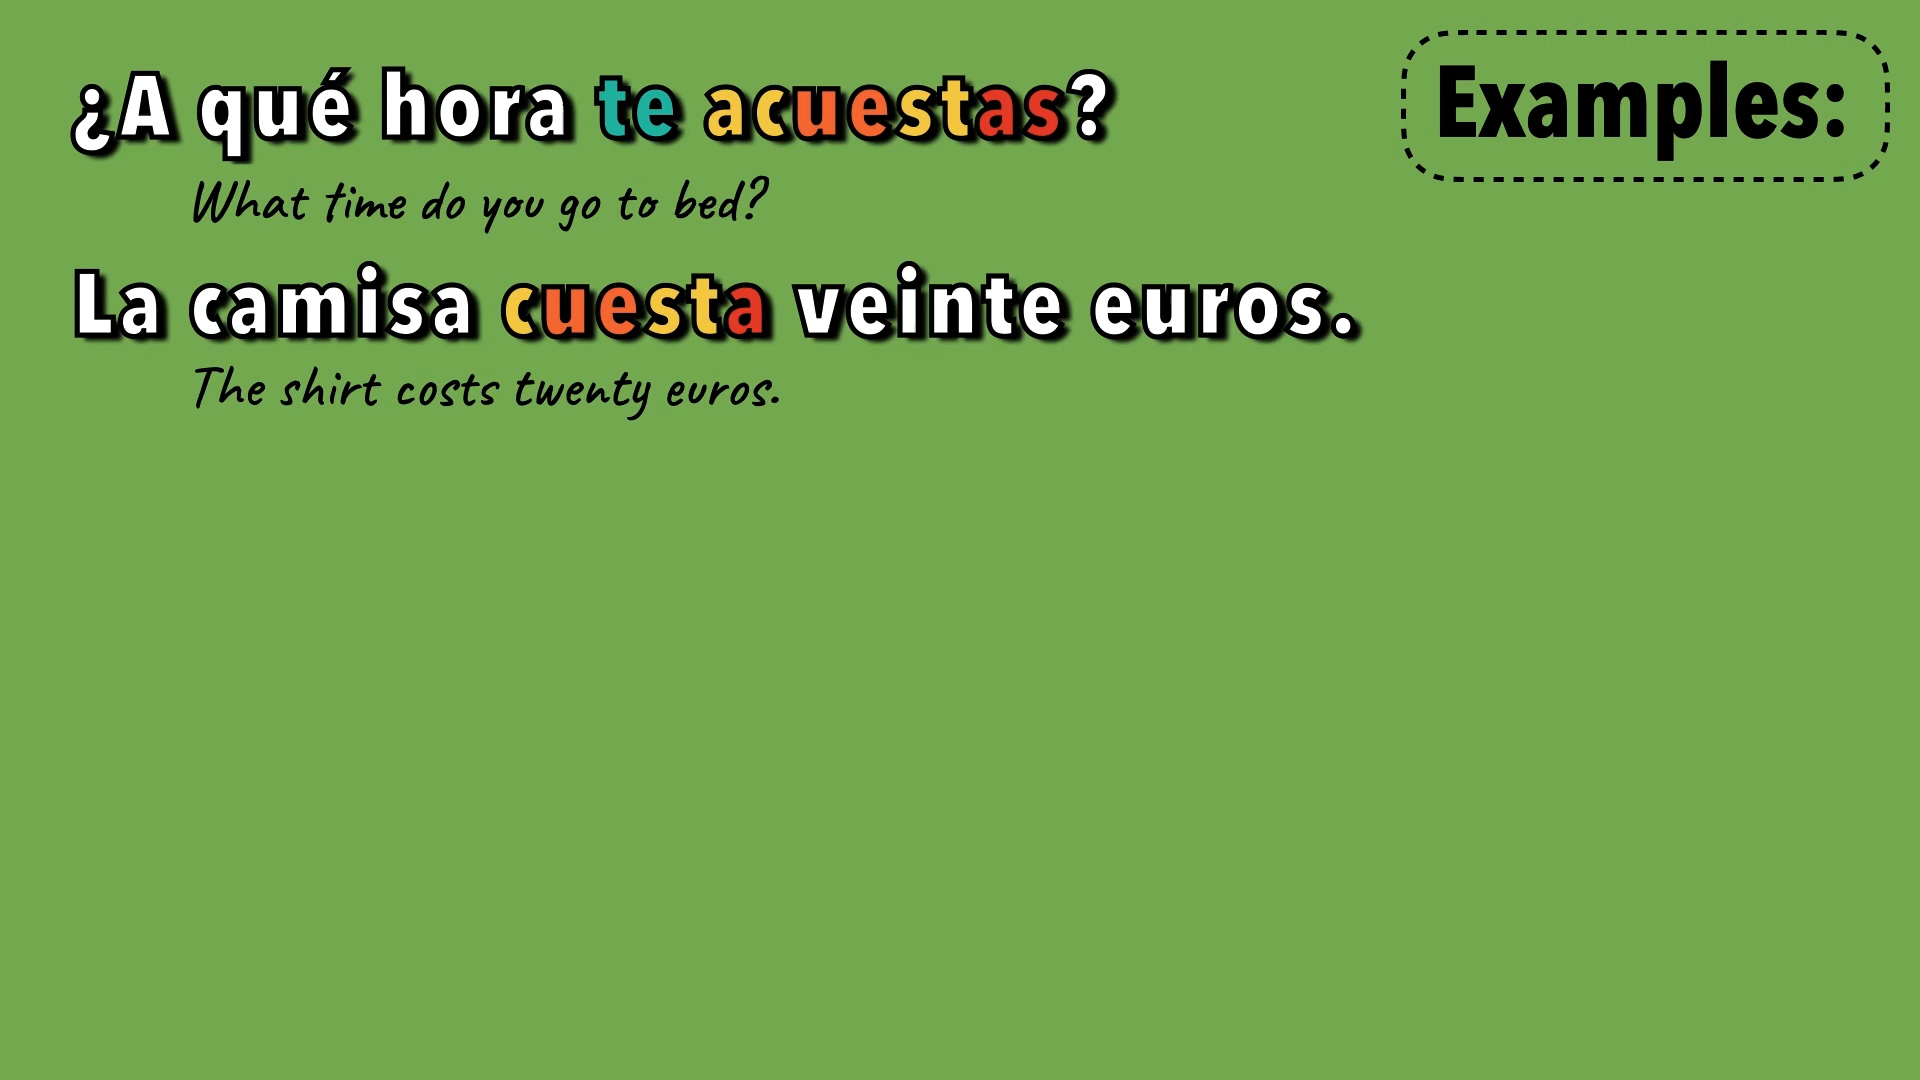 Examples:
¿A qué hora te acuestas?
What time do you go to bed?
La camisa cuesta veinte euros.
The shirt costs twenty euros.